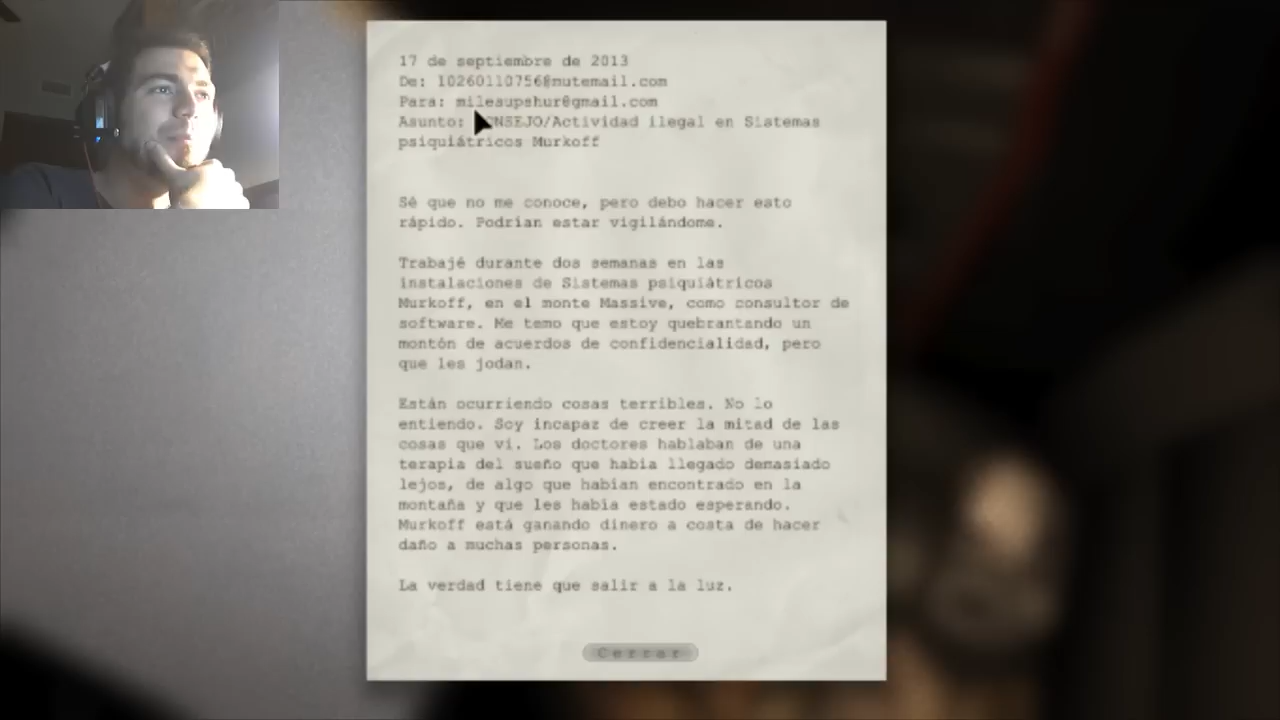 17 de septiembre de 2013
De: 10260110756@mutemail.com
Para: milesupshur@gmail.com
Asunto: CONSEJO/Actividad ilegal en Sistemas
psiquiátricos Murkoff
Sé que no me conoce, pero debo hacer esto
rápido. Podrían estar vigilándome.
Trabajé durante dos semanas en las
instalaciones de Sistemas psiquiátricos
Murkoff, en el monte Massive, como consultor de
software. Me temo que estoy quebrantando un
montón de acuerdos de confidencialidad, pero
que les jodan.
Están ocurriendo cosas terribles. No lo
entiendo. Soy incapaz de creer la mitad de las
cosas que vi. Los doctores hablaban de una
terapia del sueño que había llegado demasiado
lejos, de algo que habían encontrado en la
montaña y que les había estado esperando.
Murkoff está ganando dinero a costa de hacer
daño a muchas personas.
La verdad tiene que salir a la luz.
Cerrar